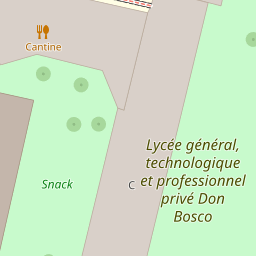 Cantine
Lycée général,
technologique
et professionnel
privé Don
Bosco
Snack
C